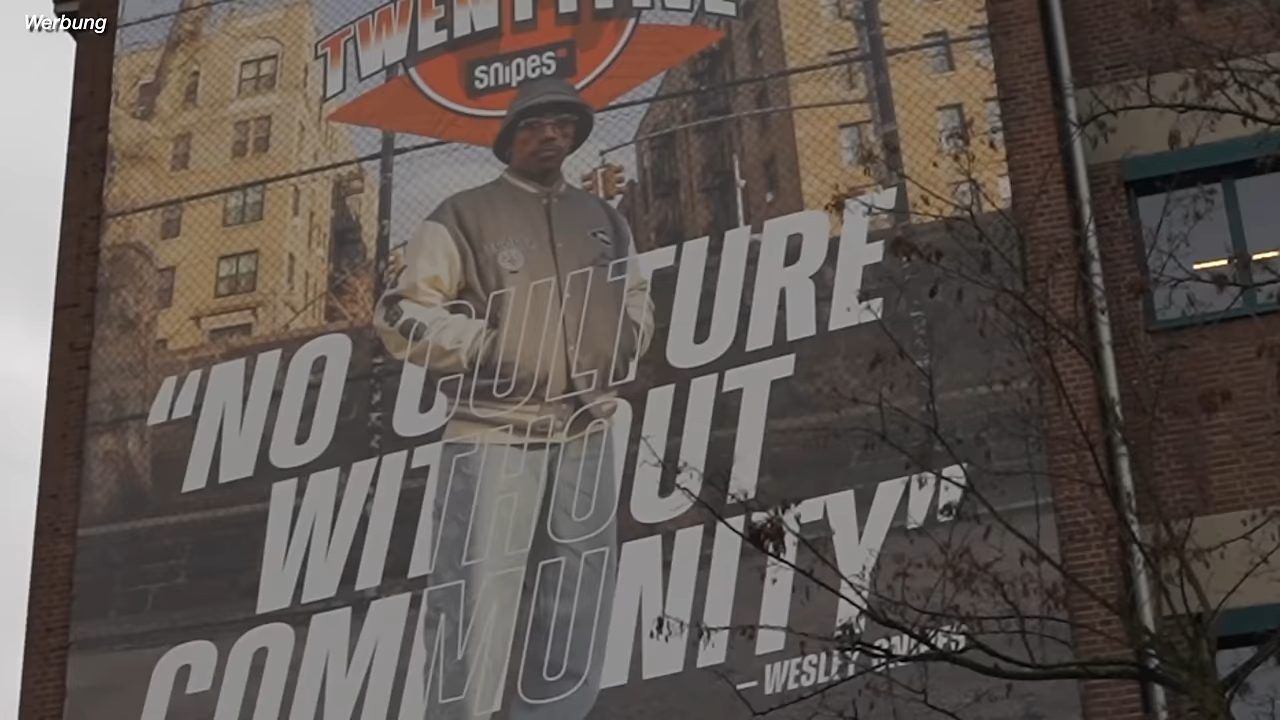 Werbung
snipes
"NO CULTURE
WITHOUT
COMMUNITY"
– WESLEY